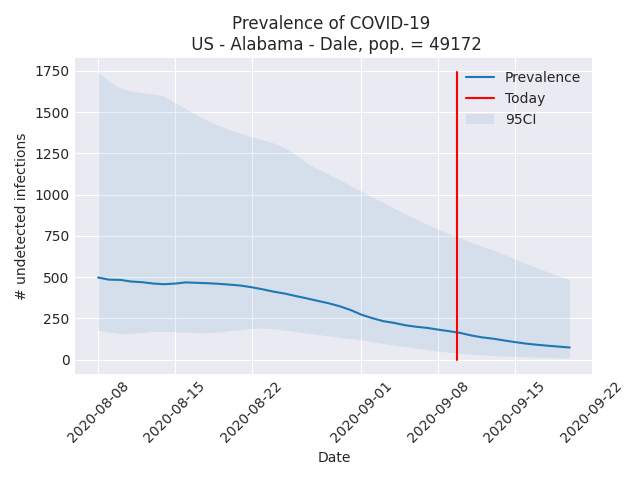 Prevalence of COVID-19
US - Alabama - Dale, pop. = 49172
1750
1500
1250
1000
750
500
250
0
# undetected infections
Prevalence
Today
95CI
2020-08-08
2020-08-15
2020-08-22
2020-09-01
2020-09-08
2020-09-15
2020-09-22
Date